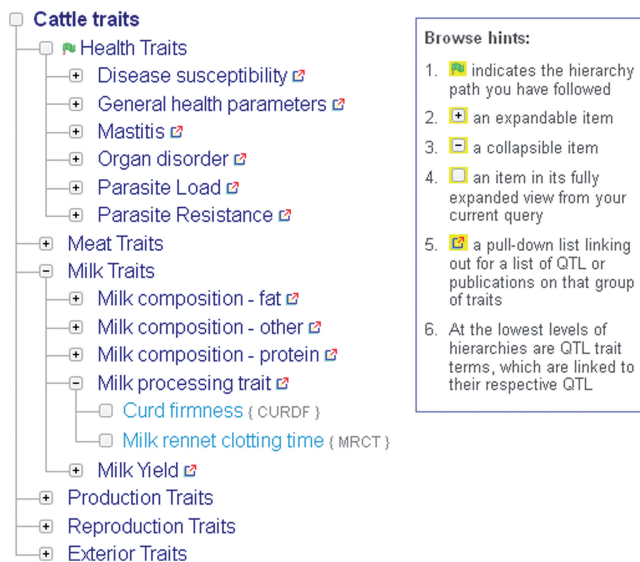 Cattle traits
Health Traits
Disease susceptibility
General health parameters
Mastitis
Organ disorder
Parasite Load
Parasite Resistance
Meat Traits
Milk Traits
Milk composition - fat
Milk composition - other
Milk composition - protein
Milk processing trait
Curd firmness { CURDF }
Milk rennet clotting time { MRCT }
Milk Yield
Production Traits
Reproduction Traits
Exterior Traits
Browse hints:
1. indicates the hierarchy
path you have followed
2. an expandable item
3. a collapsible item
4. an item in its fully
expanded view from your
current query
5. a pull-down list linking
out for a list of QTL or
publications on that group
of traits
6. At the lowest levels of
hierarchies are QTL trait
terms, which are linked to
their respective QTL